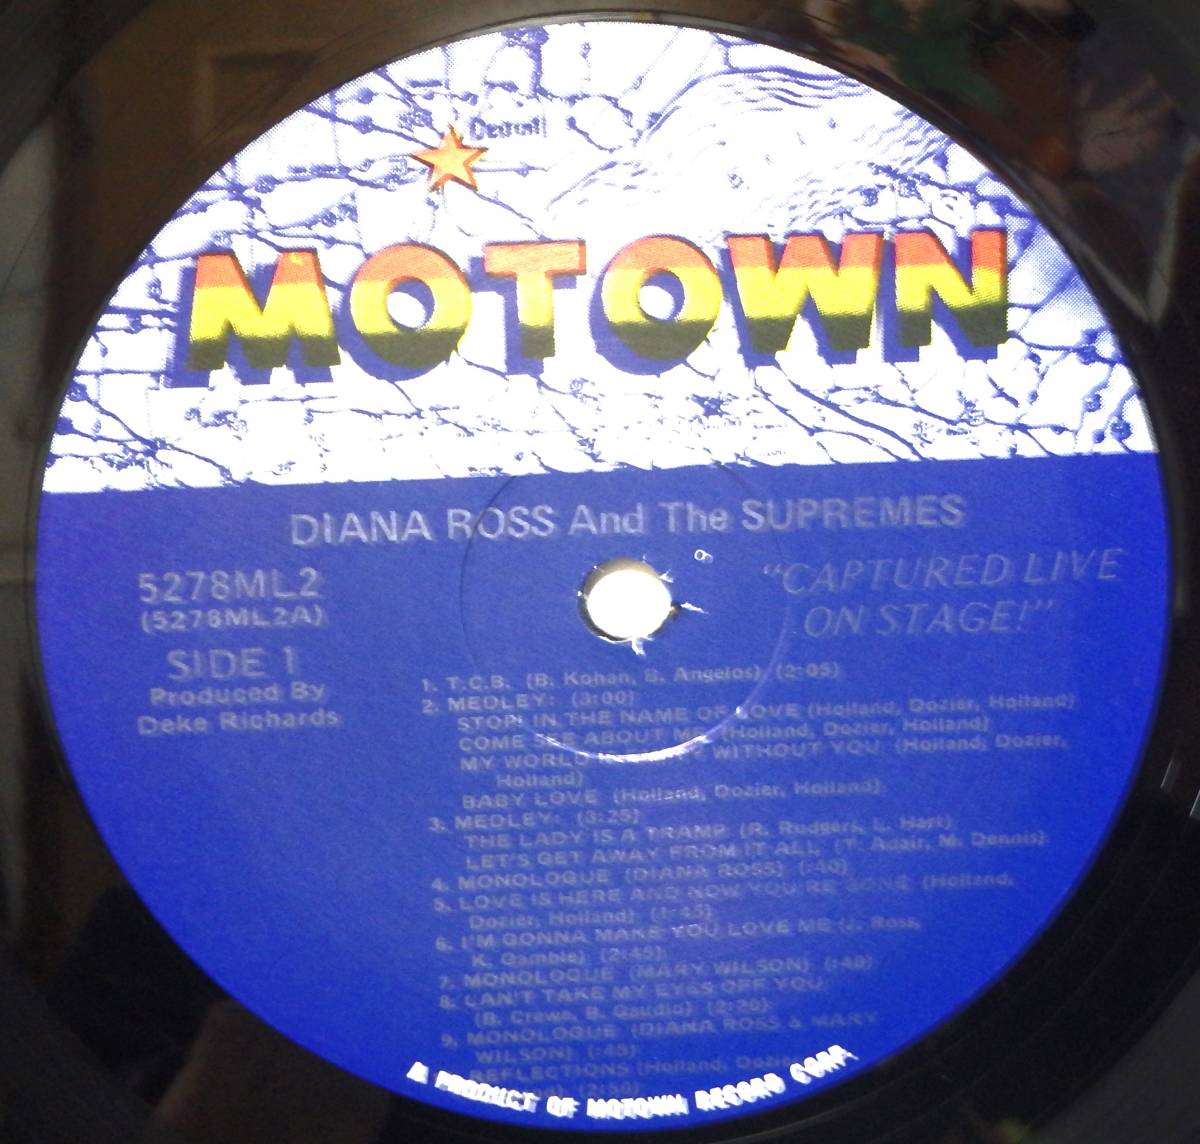 Detroit
MOTOWN
DIANA ROSS And The SUPREMES
5278ML2
(5278ML2A)
SIDE 1
Produced By
Deke Richards
"CAPTURED LIVE
ON STAGE!"
1. T.C.B. (B. Kohan, B. Angelos) (2:05)
2. MEDLEY: (3:00)
STOP! IN THE NAME OF LOVE (Holland, Dozier, Holland)
COME SEE ABOUT ME (Holland, Dozier, Holland)
MY WORLD IS EMPTY WITHOUT YOU (Holland, Dozier,
Holland)
BABY LOVE (Holland, Dozier, Holland)
3. MEDLEY: (3:25)
THE LADY IS A TRAMP (R. Rodgers, L. Hart)
LET'S GET AWAY FROM IT ALL (T. Adair, M. Dennis)
4. MONOLOGUE (DIANA ROSS) (:40)
5. LOVE IS HERE AND NOW YOU'RE GONE (Holland,
Dozier, Holland) (1:45)
6. I'M GONNA MAKE YOU LOVE ME (J. Ross,
K. Gamble) (2:45)
7. MONOLOGUE (MARY WILSON) (:40)
8. CAN'T TAKE MY EYES OFF YOU
(B. Crewe, B. Gaudio) (2:20)
9. MONOLOGUE (DIANA ROSS & MARY
WILSON) (:45)
REFLECTIONS (Holland, Dozier,
(2:50)
A PRODUCT OF MOTOWN RECORD CORP.